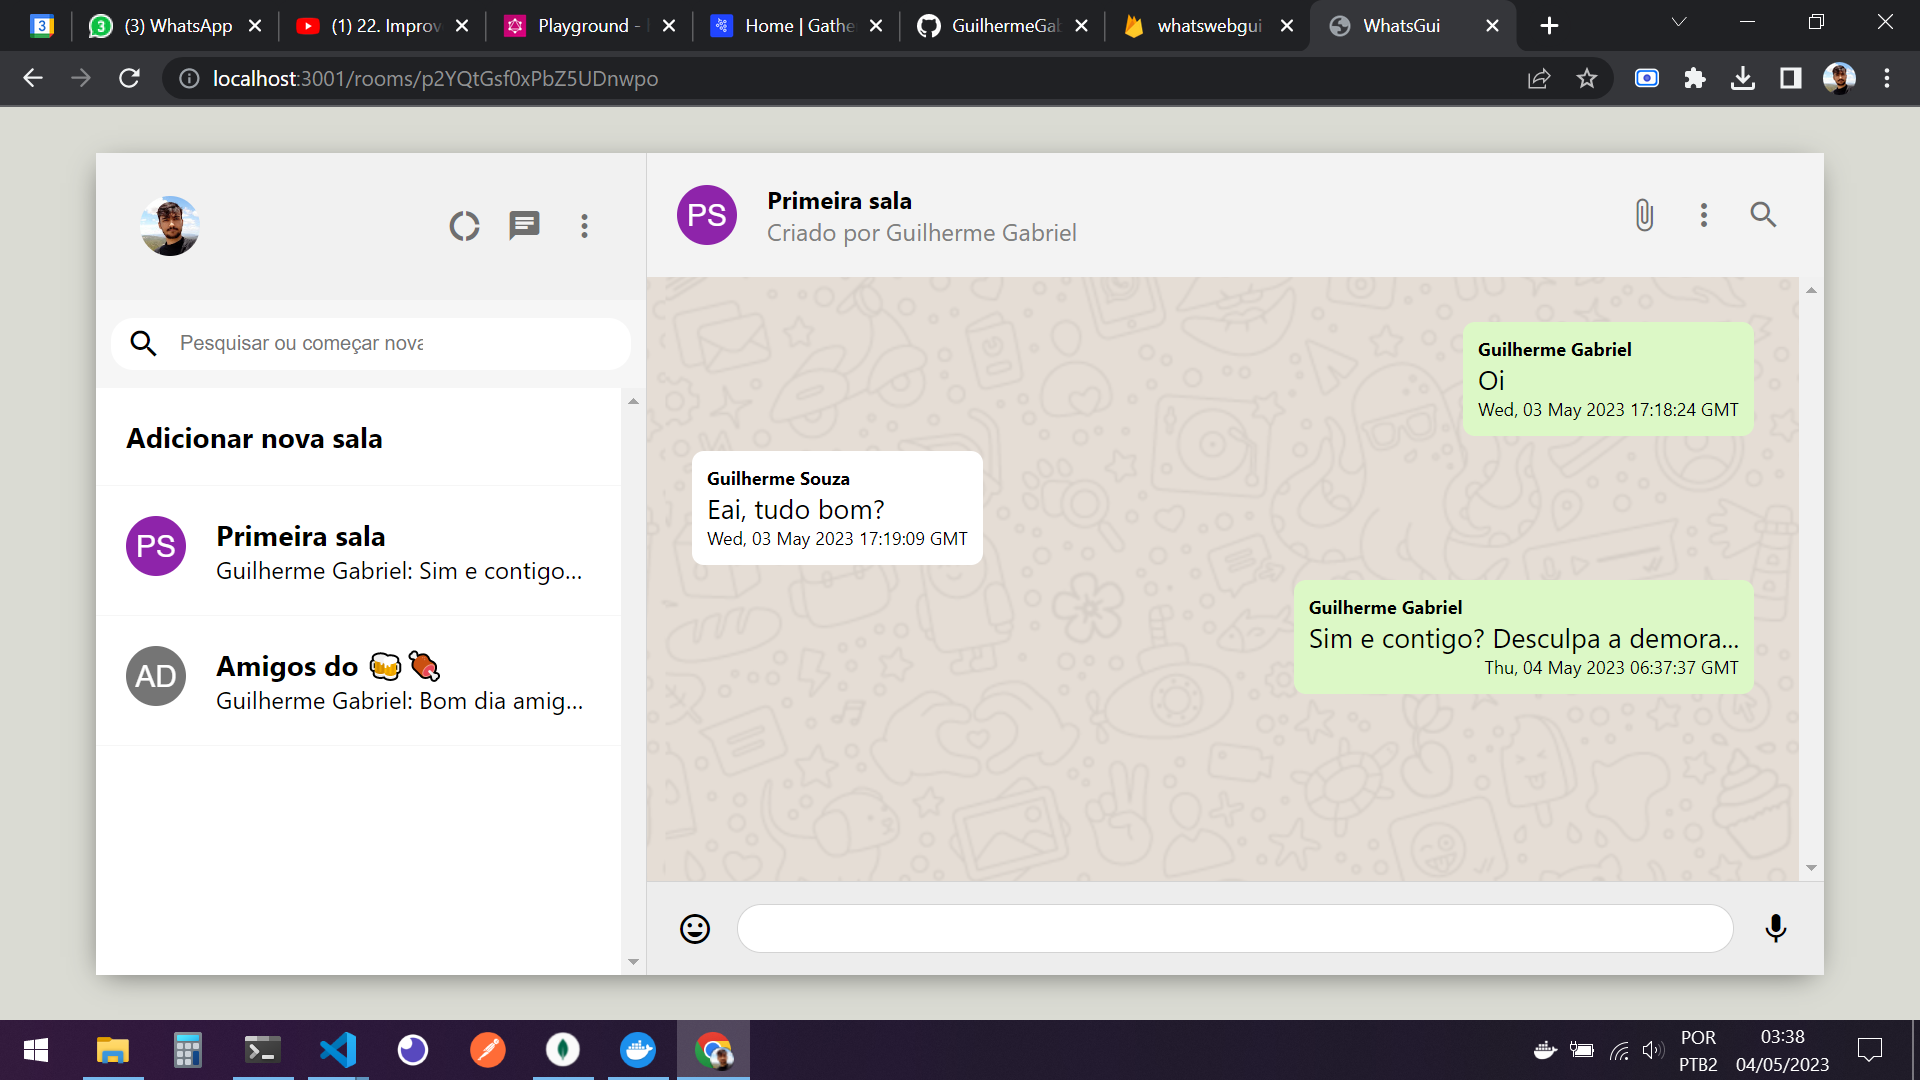 3
3
(3) WhatsApp
(1) 22. Improv
Playground -
Home | Gathe
GuilhermeGab
whatswebgui
WhatsGui
localhost:3001/rooms/p2YQtGsf0xPbZ5UDnwpo
PS
Primeira sala
Criado por Guilherme Gabriel
Pesquisar ou começar nova
Adicionar nova sala
PS
Primeira sala
Guilherme Gabriel: Sim e contigo...
AD
Amigos do 🍻🍖
Guilherme Gabriel: Bom dia amig...
Guilherme Gabriel
Oi
Wed, 03 May 2023 17:18:24 GMT
Guilherme Souza
Eai, tudo bom?
Wed, 03 May 2023 17:19:09 GMT
Guilherme Gabriel
Sim e contigo? Desculpa a demora...
Thu, 04 May 2023 06:37:37 GMT
POR
PTB2
03:38
04/05/2023